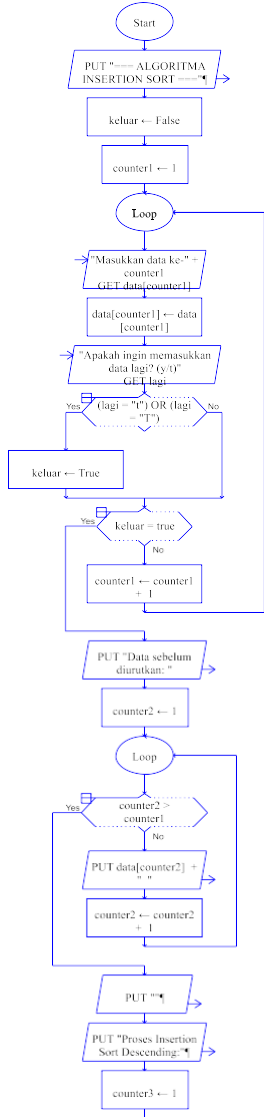 Start
PUT "=== ALGORITMA
INSERTION SORT ==="¶
keluar ← False
counter1 ← 1
Loop
"Masukkan data ke-" +
counter1
GET data[counter1]
data[counter1] ← data
[counter1]
"Apakah ingin memasukkan
data lagi? (y/t)"
GET lagi
Yes
(lagi = "t") OR (lagi
= "T")
No
keluar ← True
Yes
keluar = true
No
counter1 ← counter1
+ 1
PUT "Data sebelum
diurutkan: "
counter2 ← 1
Loop
Yes
counter2 >
counter1
No
PUT data[counter2] +
" "
counter2 ← counter2
+ 1
PUT ""¶
PUT "Proses Insertion
Sort Descending:"¶
counter3 ← 1